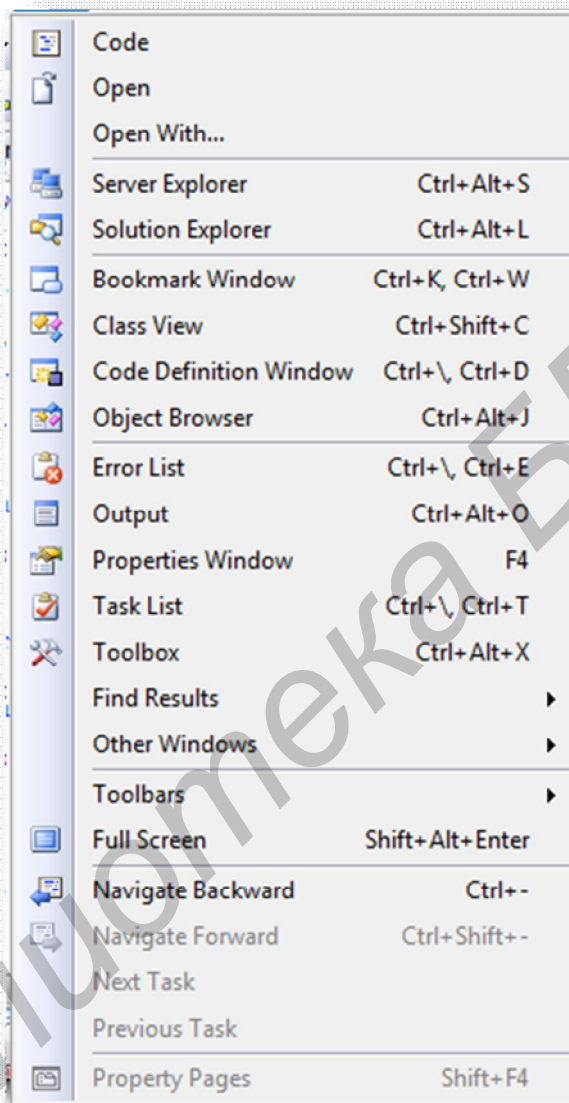 Code
Open
Open With...
Server Explorer Ctrl+Alt+S
Solution Explorer Ctrl+Alt+L
Bookmark Window Ctrl+K, Ctrl+W
Class View Ctrl+Shift+C
Code Definition Window Ctrl+\, Ctrl+D
Object Browser Ctrl+Alt+J
Error List Ctrl+\, Ctrl+E
Output Ctrl+Alt+O
Properties Window F4
Task List Ctrl+\, Ctrl+T
Toolbox Ctrl+Alt+X
Find Results
Other Windows
Toolbars
Full Screen Shift+Alt+Enter
Navigate Backward Ctrl+-
Navigate Forward Ctrl+Shift+-
Next Task
Previous Task
Property Pages Shift+F4